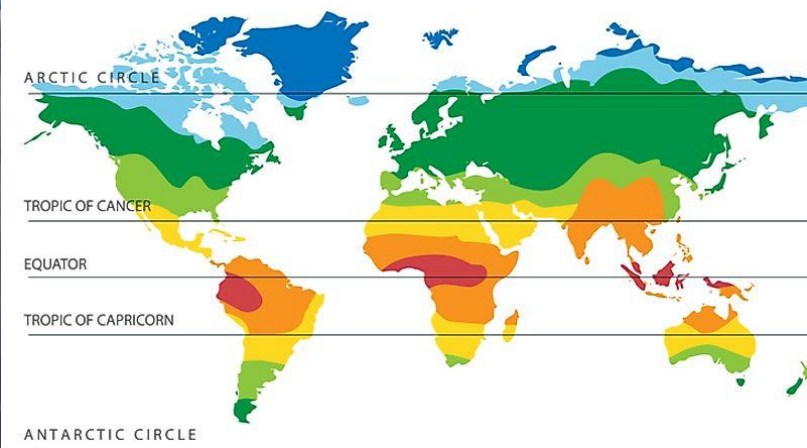 ARCTIC CIRCLE
TROPIC OF CANCER
EQUATOR
TROPIC OF CAPRICORN
ANTARCTIC CIRCLE